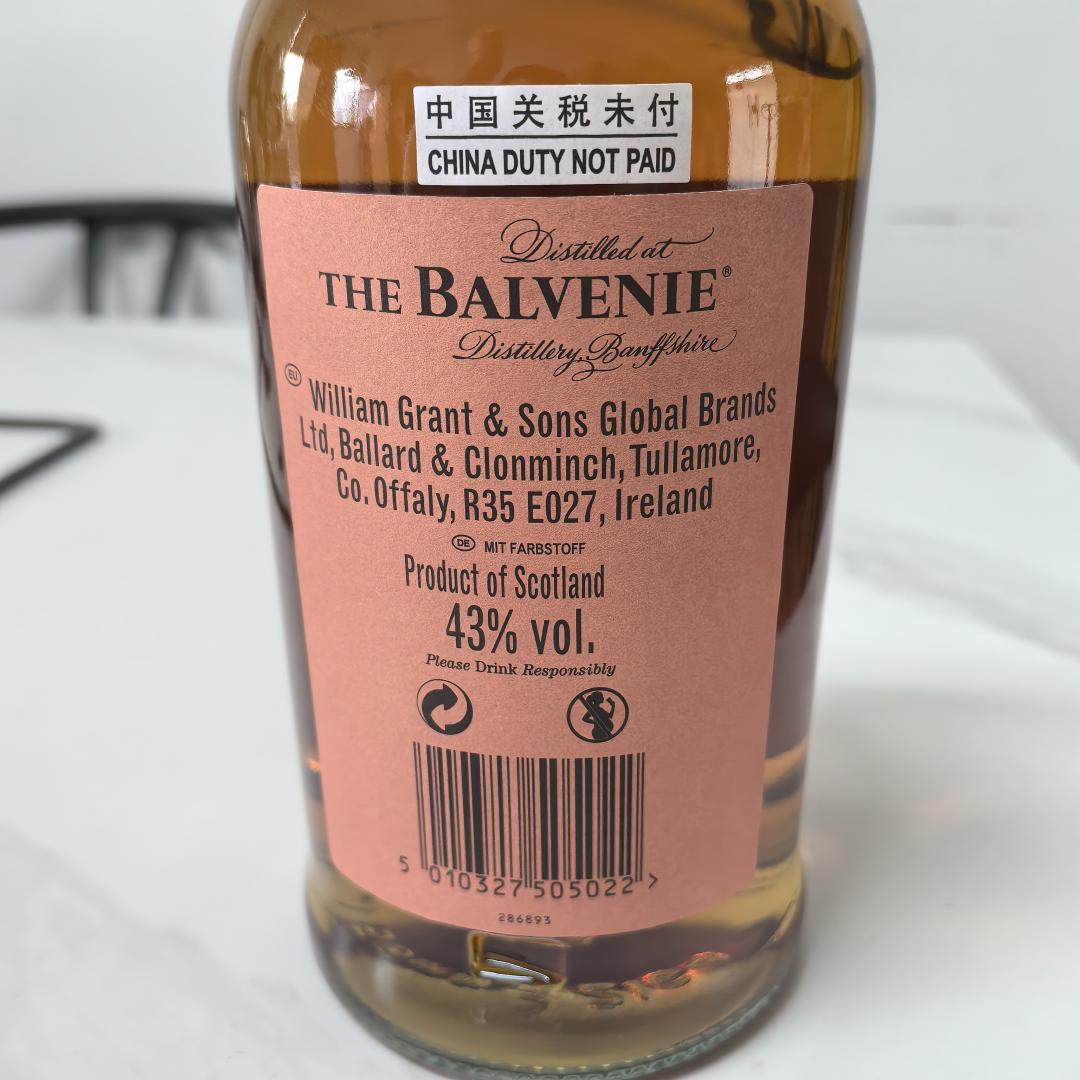 中国关税未付
CHINA DUTY NOT PAID
Distilled at
THE BALVENIE®
Distillery, Banffshire
EU William Grant & Sons Global Brands
Ltd, Ballard & Clonminch, Tullamore,
Co. Offaly, R35 E027, Ireland
DE MIT FARBSTOFF
Product of Scotland
43% vol.
Please Drink Responsibly
5 010327 505022 >
286893